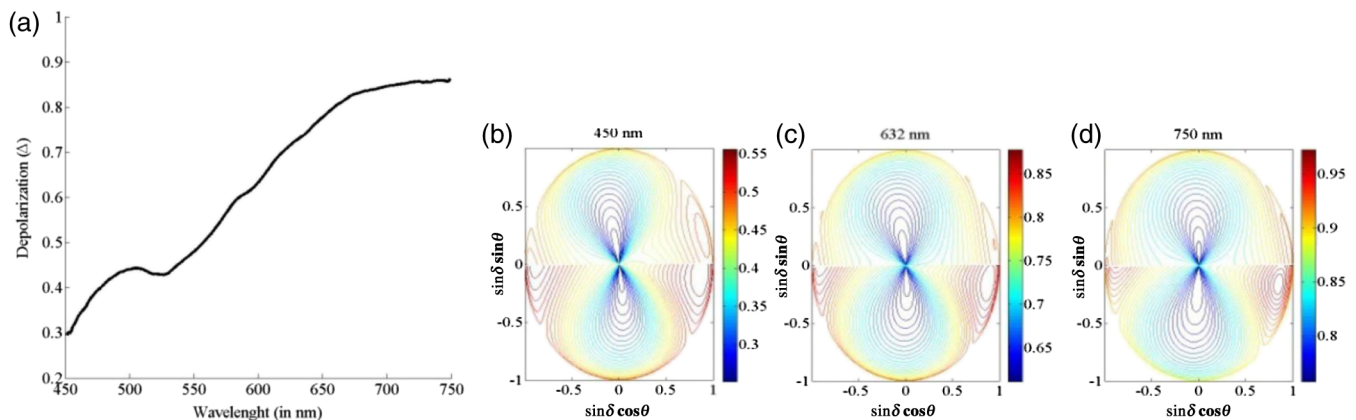 (a)
1
0.9
0.8
0.7
0.6
0.5
0.4
0.3
0.2
Depolarization (Δ)
450 500 550 600 650 700 750
Wavelenght (in nm)
(b)
450 nm
0.5
0
-0.5
-1
sinδ sinθ
-0.5 0 0.5 1
sinδ cosθ
0.55
0.5
0.45
0.4
0.35
0.3
(c)
632 nm
0.5
0
-0.5
-1
sinδ sinθ
-0.5 0 0.5 1
sinδ cosθ
0.85
0.8
0.75
0.7
0.65
(d)
750 nm
0.5
0
-0.5
-1
sinδ sinθ
-0.5 0 0.5 1
sinδ cosθ
0.95
0.9
0.85
0.8